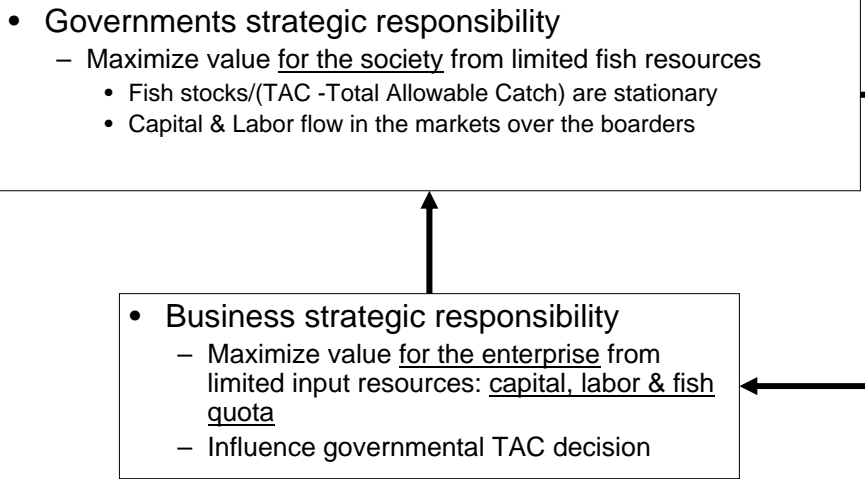 • Governments strategic responsibility
– Maximize value for the society from limited fish resources
• Fish stocks/(TAC -Total Allowable Catch) are stationary
• Capital & Labor flow in the markets over the boarders
• Business strategic responsibility
– Maximize value for the enterprise from
limited input resources: capital, labor & fish
quota
– Influence governmental TAC decision